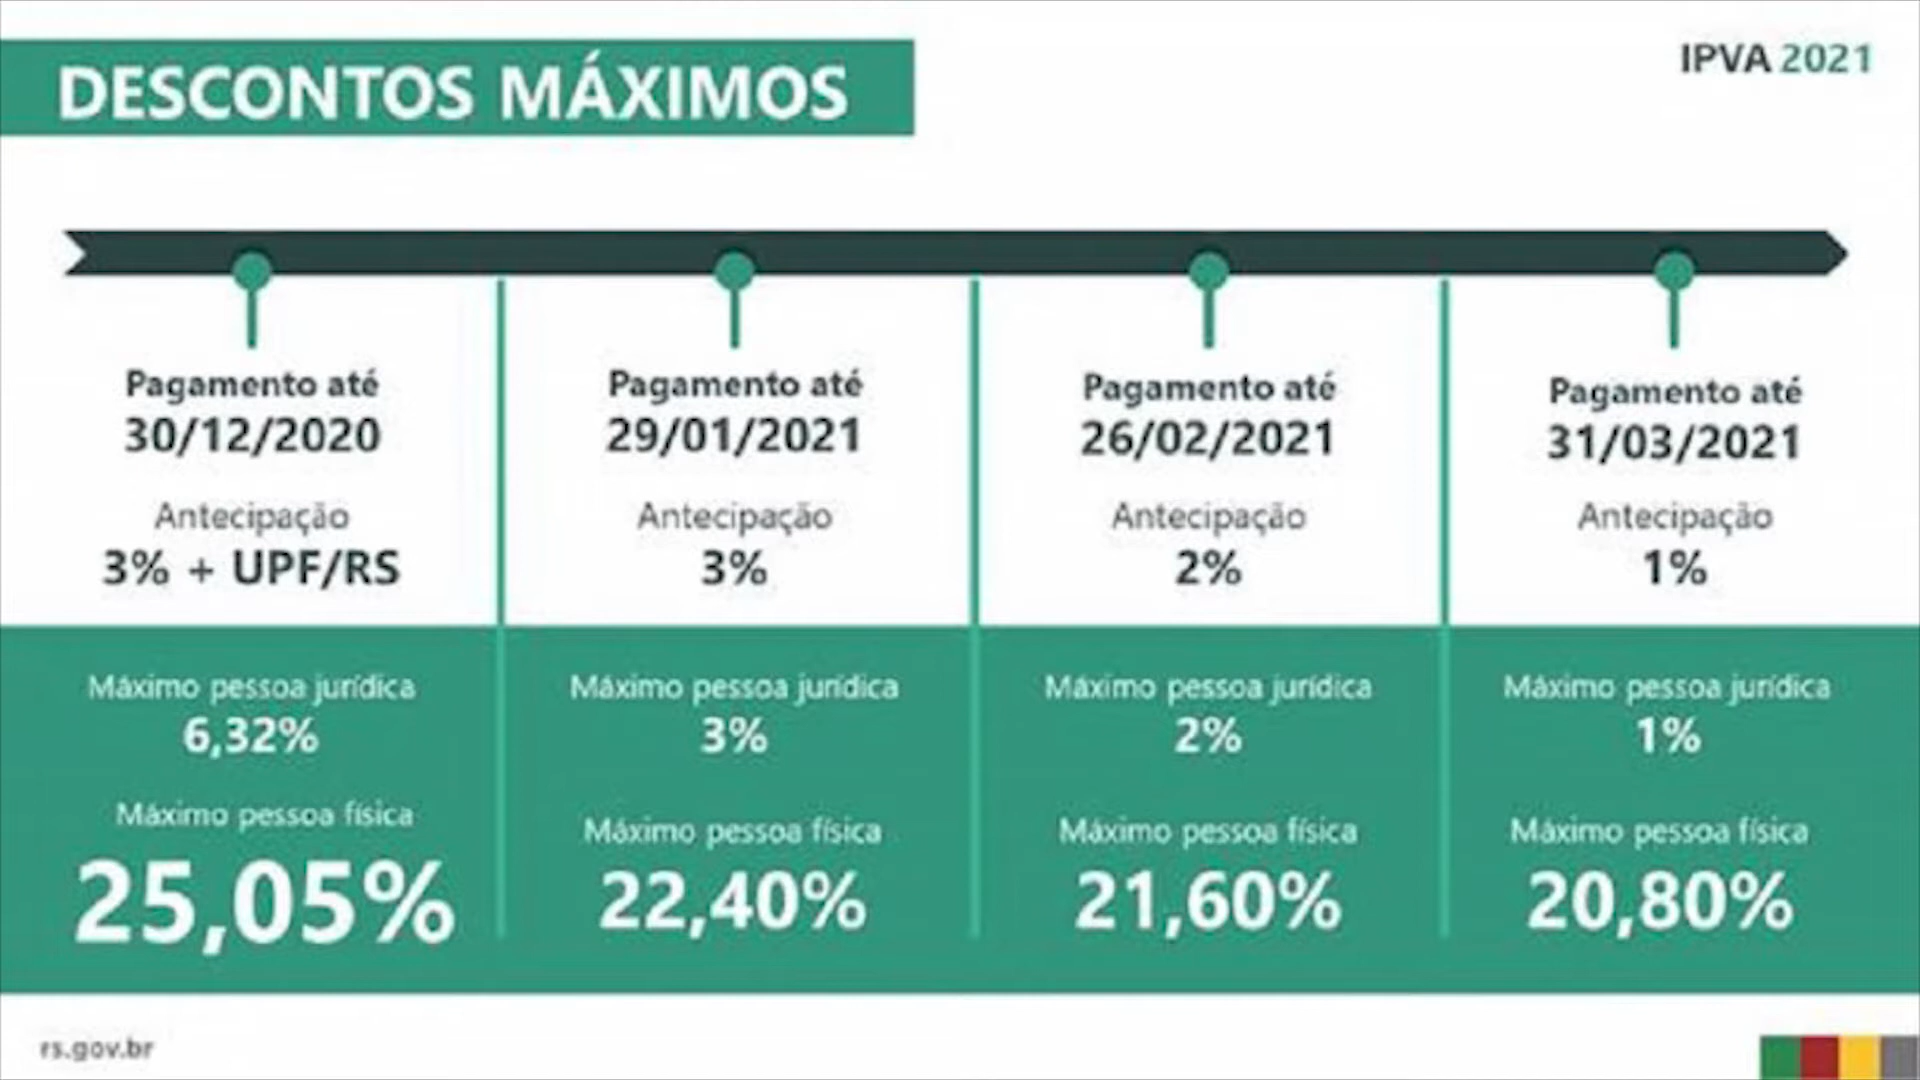 DESCONTOS MÁXIMOS
IPVA 2021
Pagamento até
30/12/2020
Antecipação
3% + UPF/RS
Máximo pessoa jurídica
6,32%
Máximo pessoa física
25,05%
Pagamento até
29/01/2021
Antecipação
3%
Máximo pessoa jurídica
3%
Máximo pessoa física
22,40%
Pagamento até
26/02/2021
Antecipação
2%
Máximo pessoa jurídica
2%
Máximo pessoa física
21,60%
Pagamento até
31/03/2021
Antecipação
1%
Máximo pessoa jurídica
1%
Máximo pessoa física
20,80%
rs.gov.br